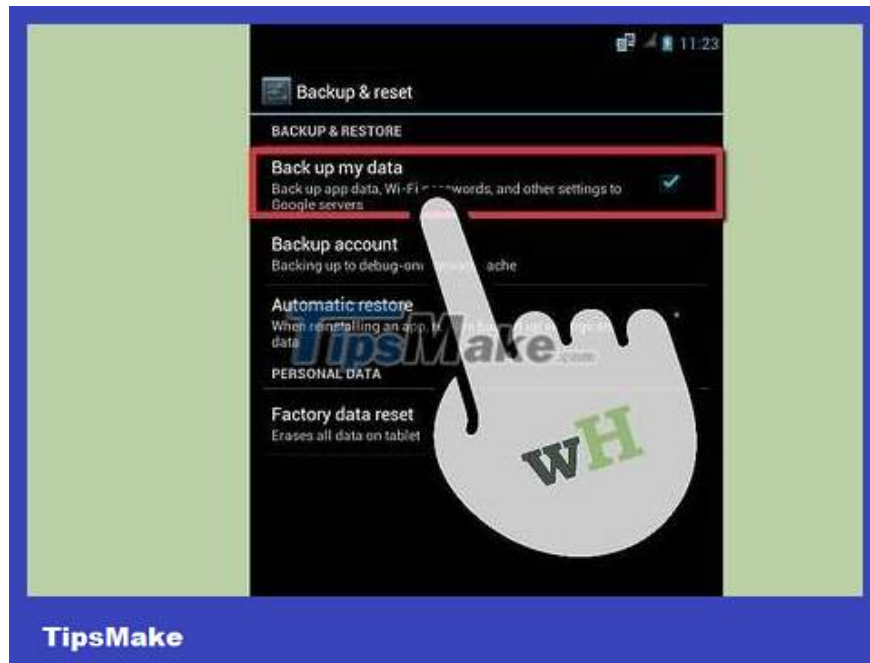 11:23
Backup & reset
BACKUP & RESTORE
Back up my data
Back up app data, Wi-Fi passwords, and other settings to
Google servers
Backup account
Backing up to debug-only ache
Automatic restore
When reinstalling an app,
data
TipsMake.com
PERSONAL DATA
Factory data reset
Erases all data on tablet
wH
TipsMake